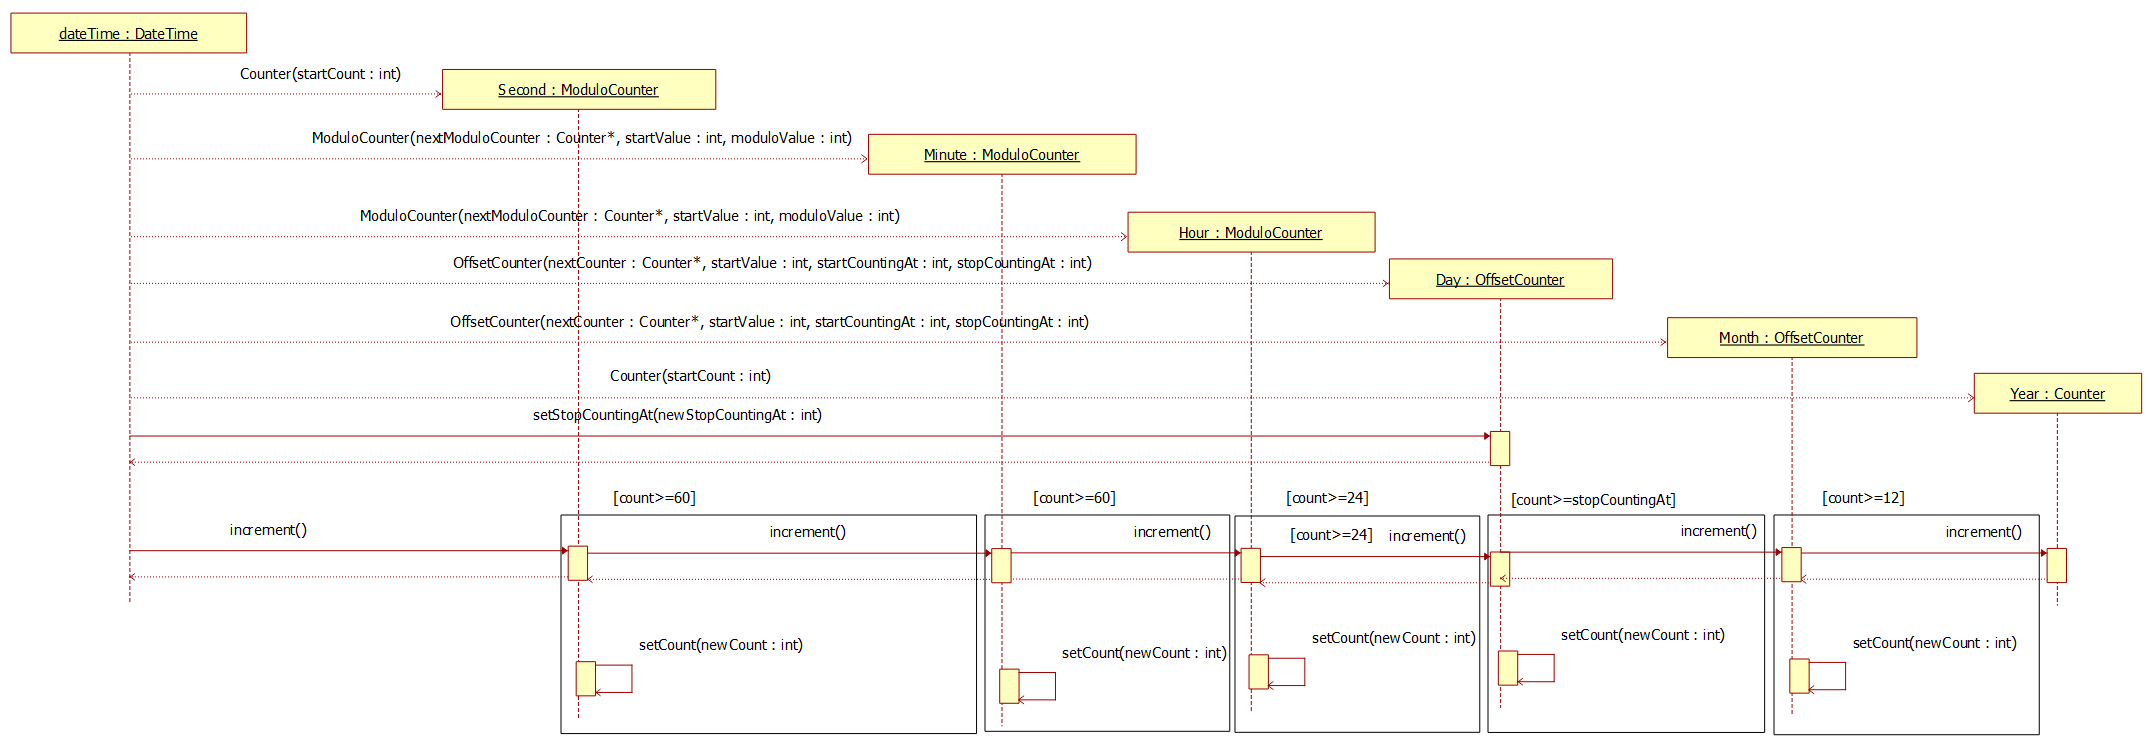 dateTime : DateTime
Counter(startCount : int)
Second : ModuloCounter
ModuloCounter(nextModuloCounter : Counter*, startValue : int, moduloValue : int)
Minute : ModuloCounter
ModuloCounter(nextModuloCounter : Counter*, startValue : int, moduloValue : int)
Hour : ModuloCounter
OffsetCounter(nextCounter : Counter*, startValue : int, startCountingAt : int, stopCountingAt : int)
Day : OffsetCounter
OffsetCounter(nextCounter : Counter*, startValue : int, startCountingAt : int, stopCountingAt : int)
Month : OffsetCounter
Counter(startCount : int)
Year : Counter
setStopCountingAt(newStopCountingAt : int)
[count>=60]
[count>=60]
[count>=24]
[count>=stopCountingAt]
[count>=12]
increment()
increment()
increment()
[count>=24]
increment()
increment()
increment()
setCount(newCount : int)
setCount(newCount : int)
setCount(newCount : int)
setCount(newCount : int)
setCount(newCount : int)